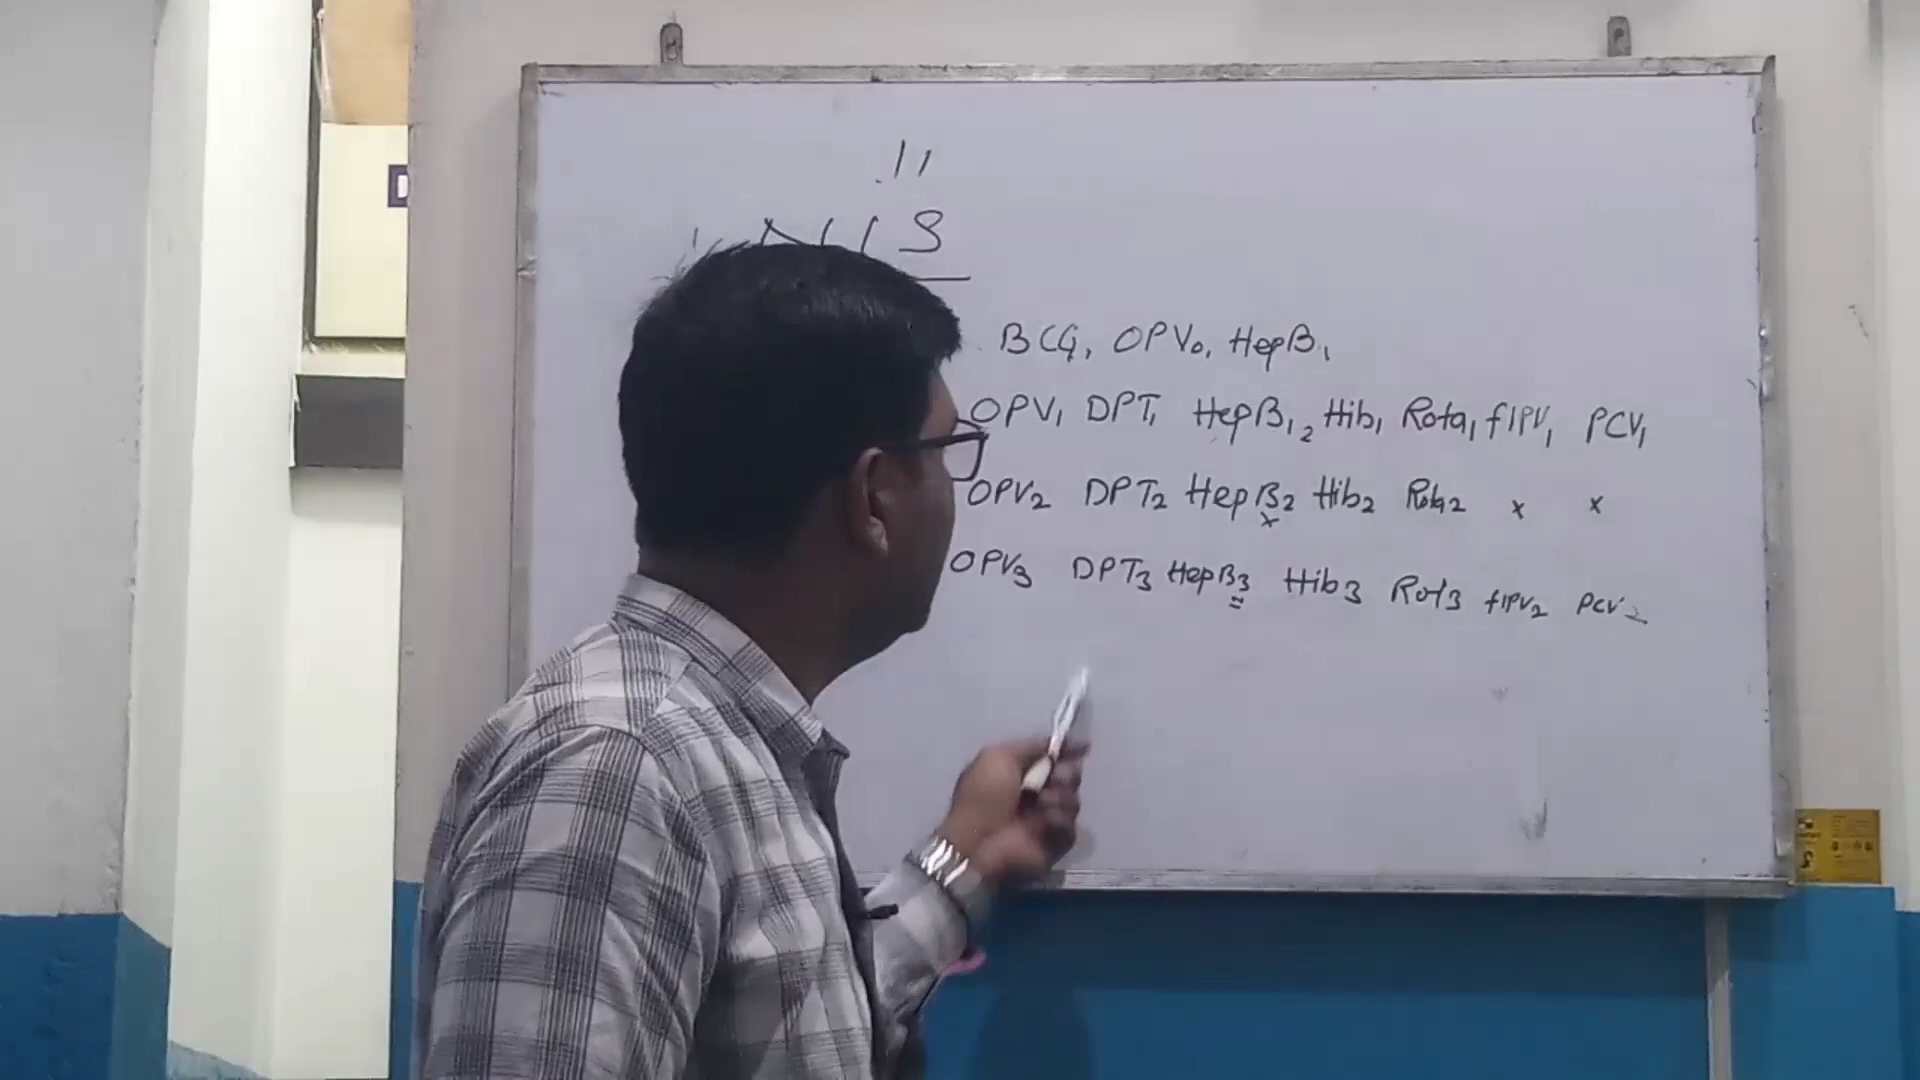 11
NIS
BCG, OPV0, HepB1
OPV1 DPT1 HepB1,2 Hib1 Rota1 fIPV1 PCV1
OPV2 DPT2 HepB2 Hib2 Rota2 x x
x
OPV3 DPT3 HepB3 Hib3 Rot3 fIPV2 PCV2